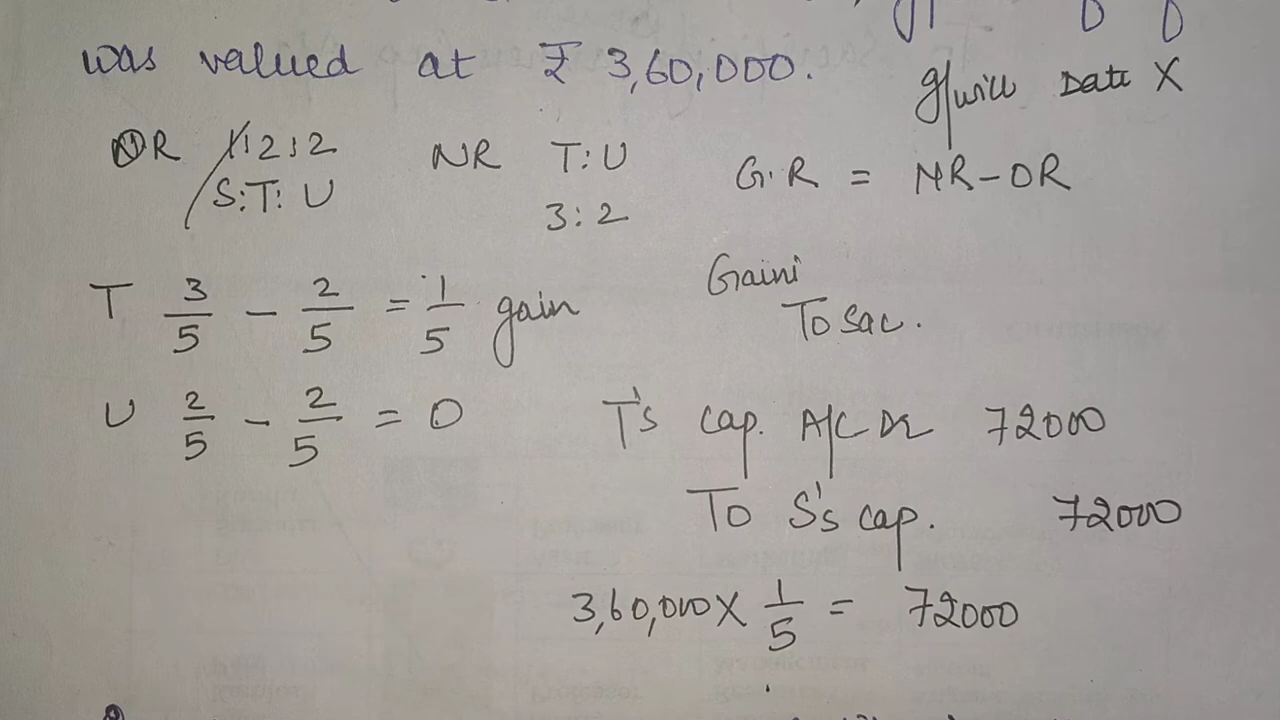 was valued at ₹ 3,60,000.
g/will Date X
OR 1:2:2 NR T:U G.R = NR-OR
S:T:U 3:2
Gaini
To Sac.
T 3/5 - 2/5 = 1/5 gain
U 2/5 - 2/5 = 0
T's cap. A/C Dr 72000
To S's cap. 72000
3,60,000 X 1/5 = 72000